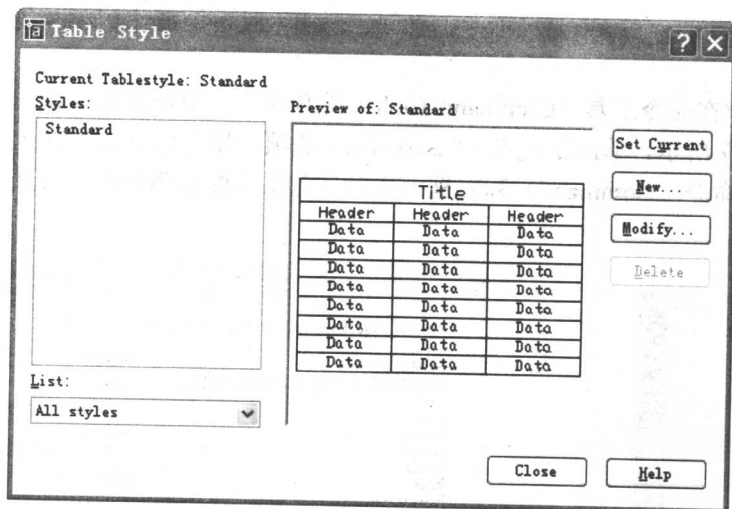 Table Style
Current Tablestyle: Standard
Styles:
Standard
List:
All styles
Preview of: Standard
Title
Header Header Header
Data Data Data
Data Data Data
Data Data Data
Data Data Data
Data Data Data
Data Data Data
Data Data Data
Data Data Data
Set Current
New...
Modify...
Delete
Close
Help